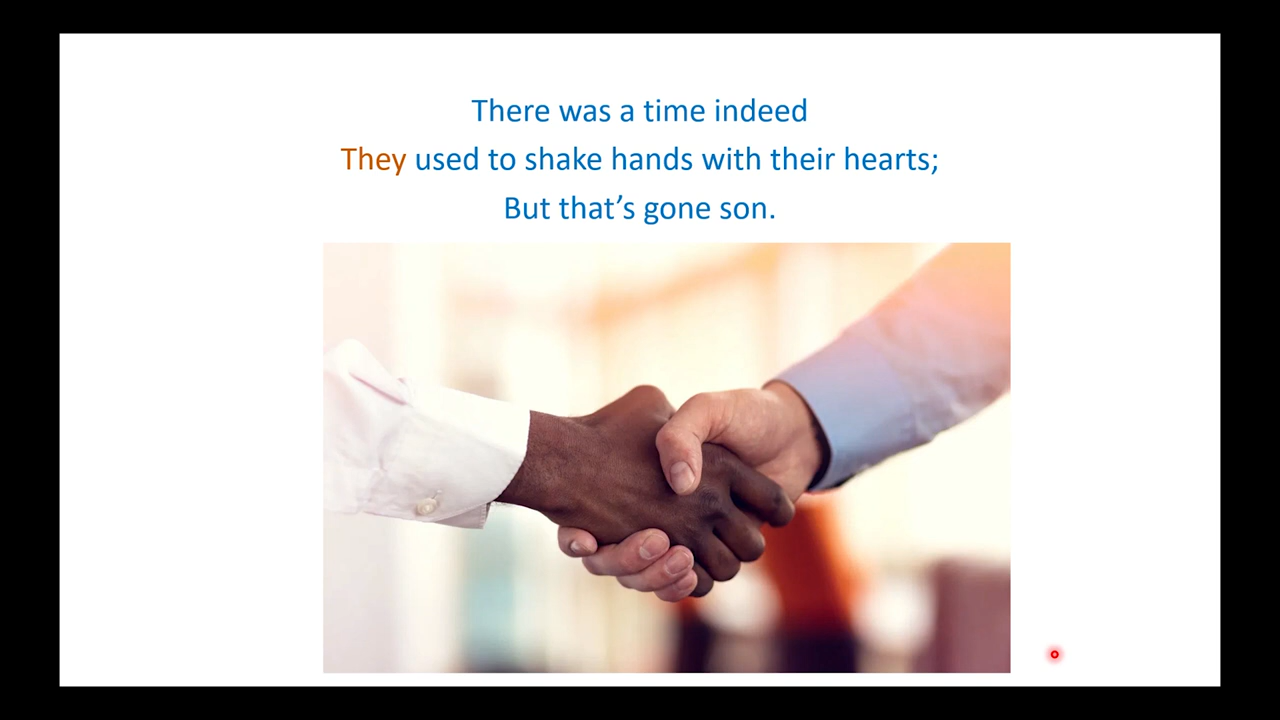 There was a time indeed
They used to shake hands with their hearts;
But that’s gone son.